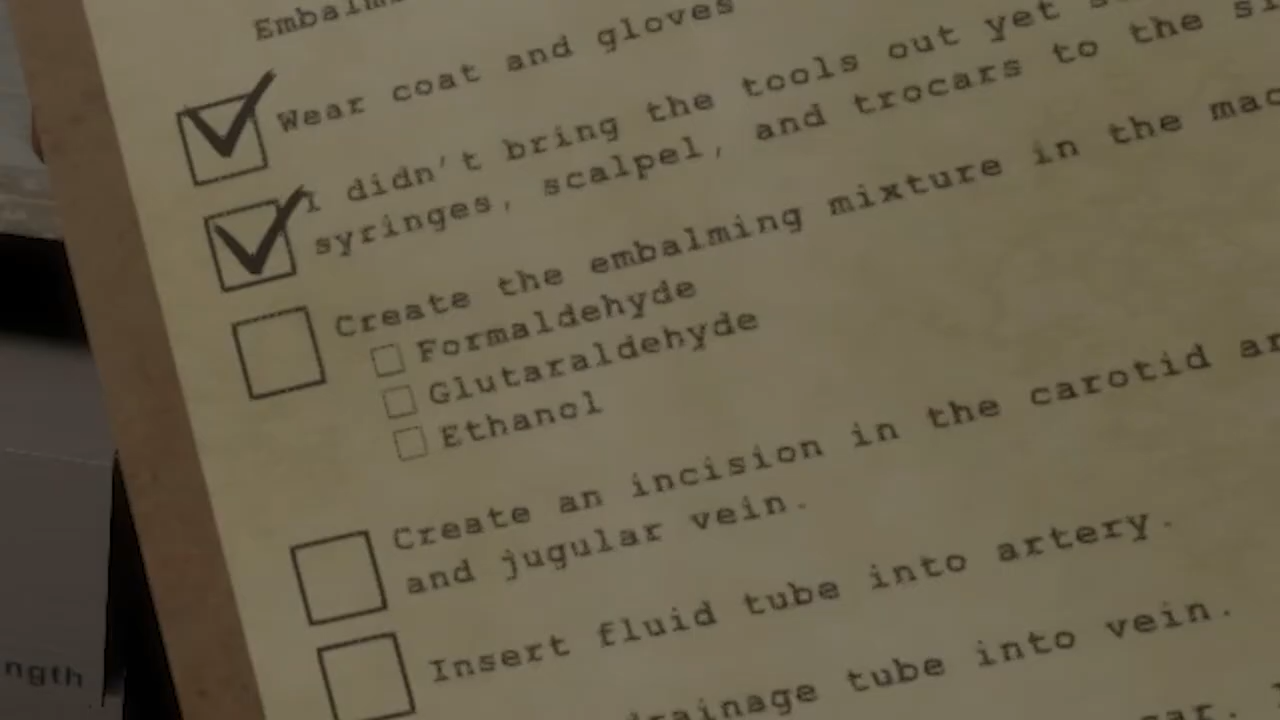 Wear coat and gloves
I didn't bring the tools out yet
syringes, scalpel, and trocars to the
Create the embalming mixture in the
Formaldehyde
Glutaraldehyde
Ethanol
Create an incision in the carotid
and jugular vein.
Insert fluid tube into artery.
tube into vein.
ngth